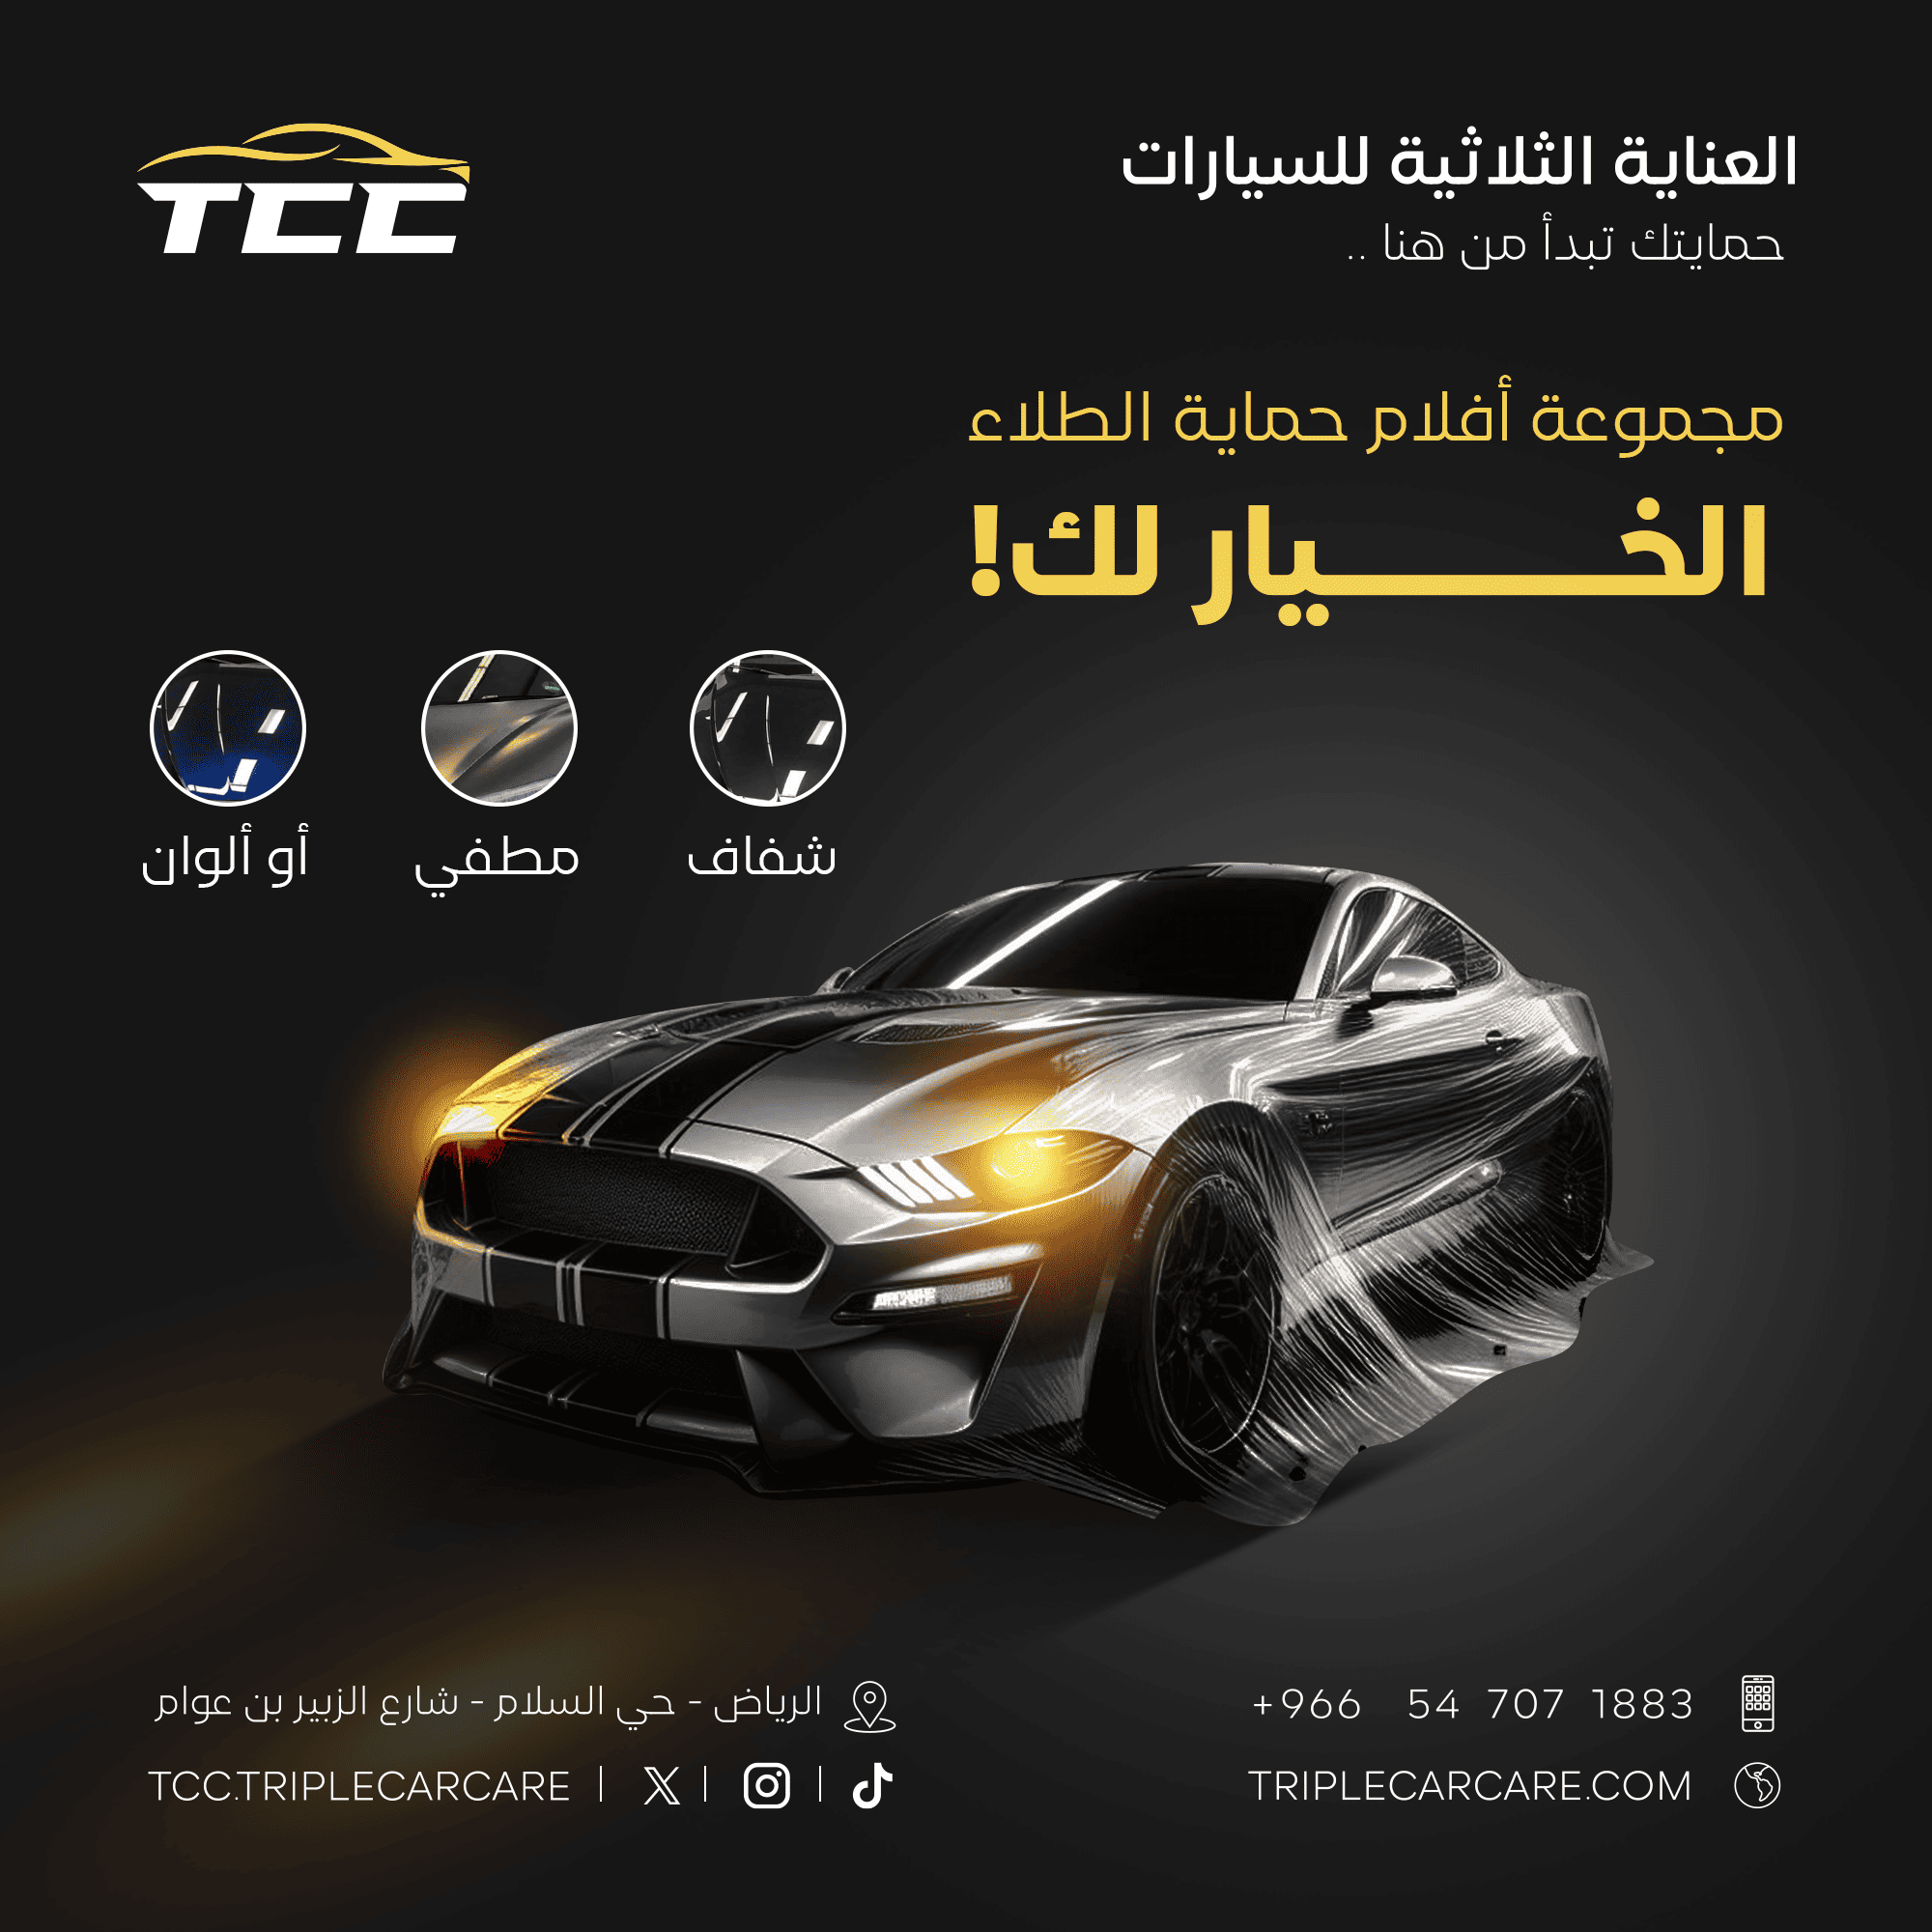 TCC
العناية الثلاثية للسيارات
حمايتك تبدأ من هنا ..
مجموعة أفلام حماية الطلاء
الخيار لك!
شفاف
مطفي
أو ألوان
+966 54 707 1883
الرياض - حي السلام - شارع الزبير بن عوام
TRIPLECARCARE.COM
TCC.TRIPLECARCARE